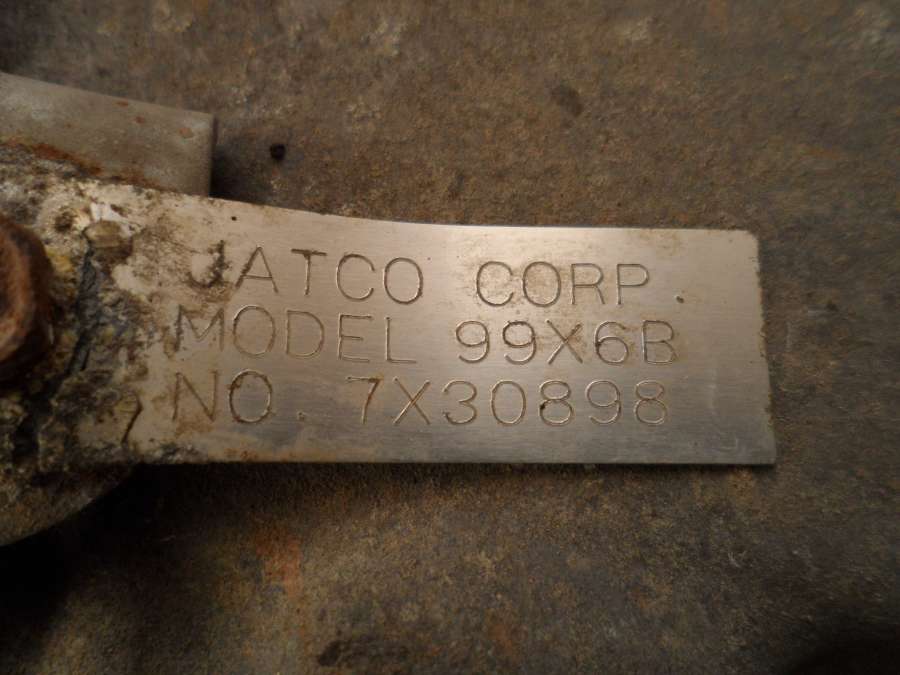 JATCO CORP.
MODEL 99X6B
NO. 7X30898